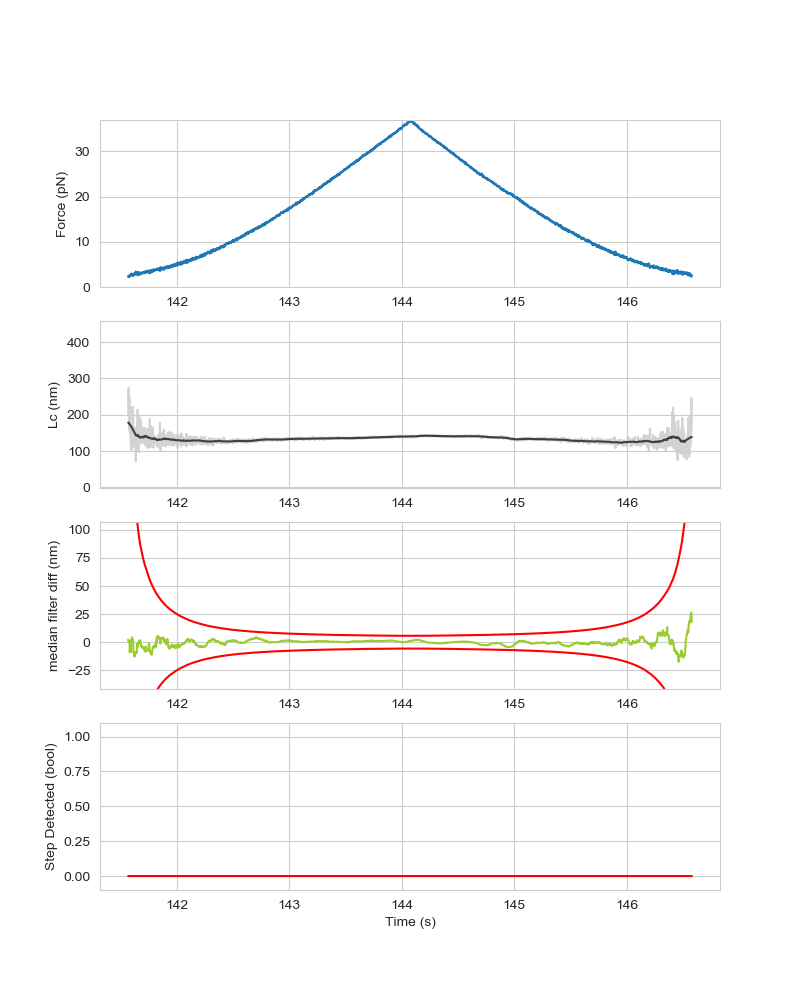 Force (pN)
30
20
10
0
142 143 144 145 146
Lc (nm)
400
300
200
100
0
142 143 144 145 146
median filter diff (nm)
100
75
50
25
0
−25
142 143 144 145 146
Step Detected (bool)
1.00
0.75
0.50
0.25
0.00
142 143 144 145 146
Time (s)